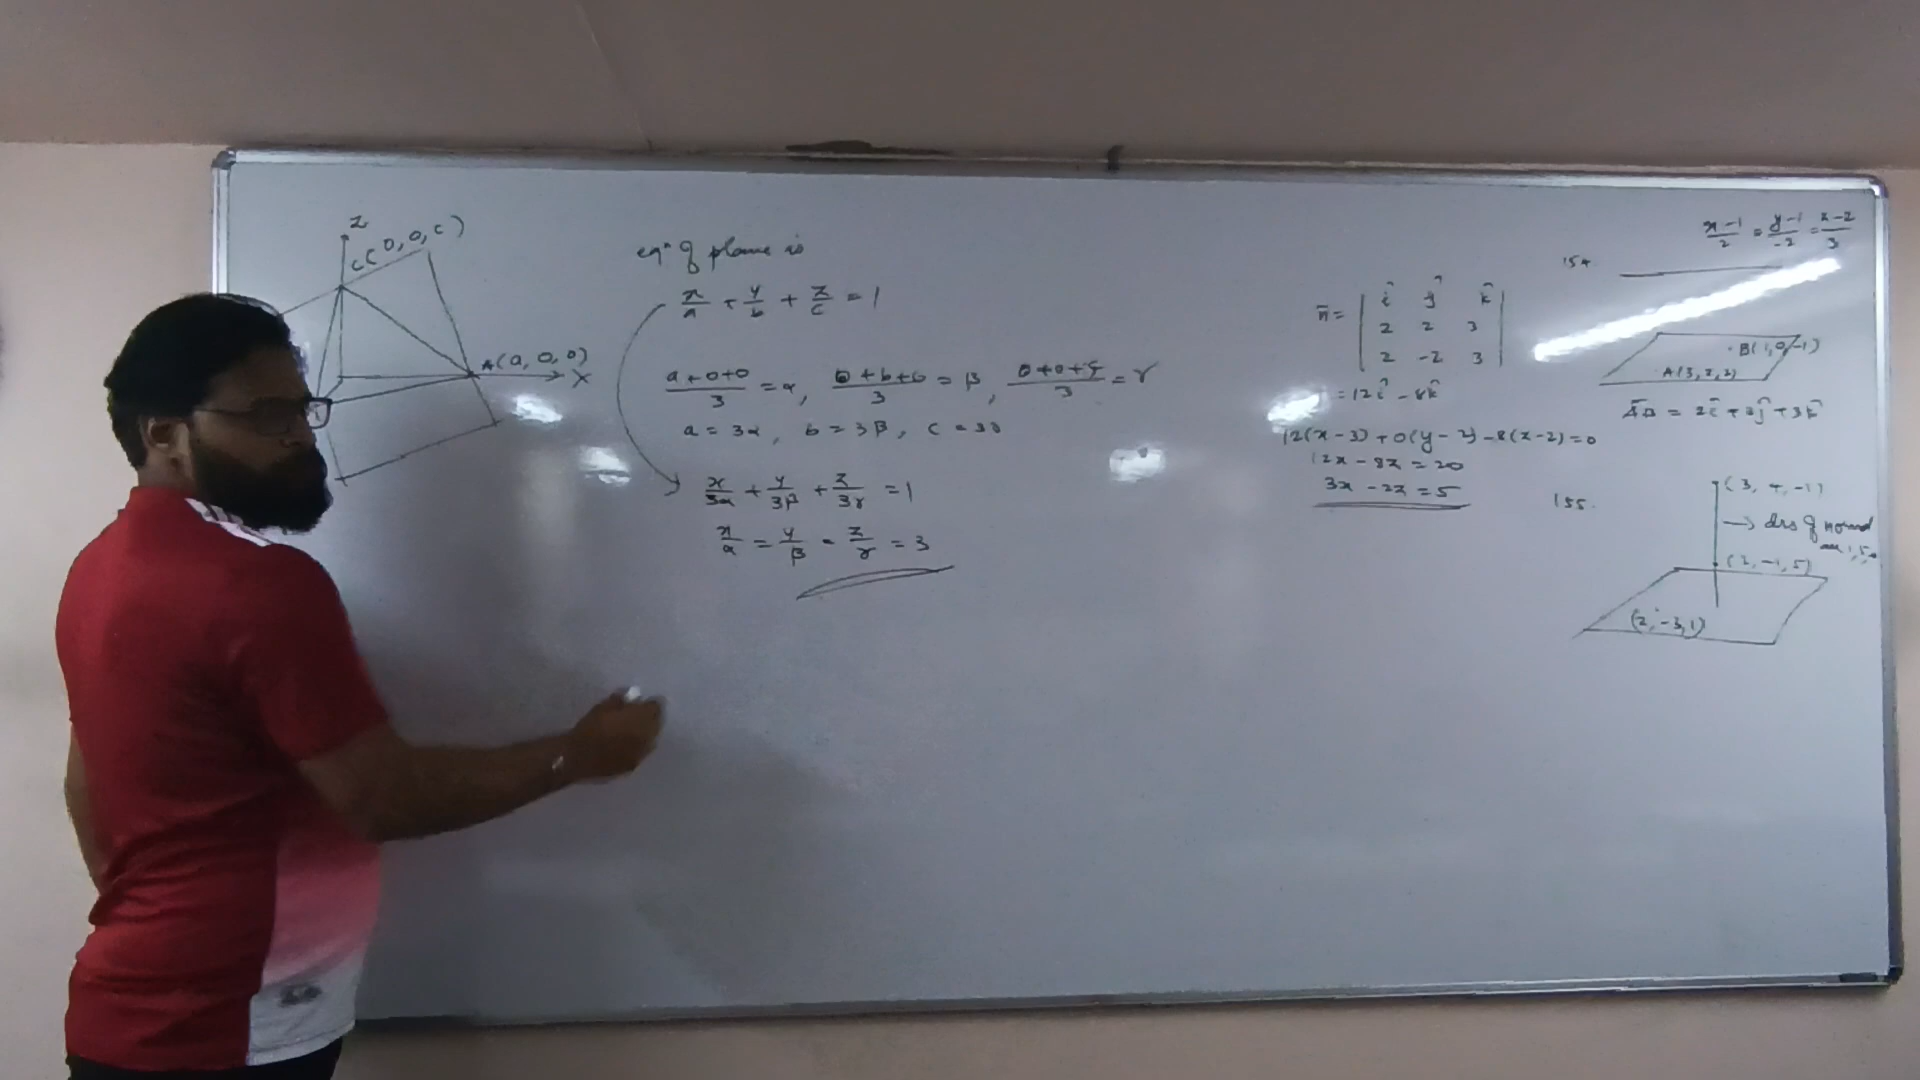 Z
C(0,0,c)
A(a,0,0)
X
eqⁿ of plane is
x/a + y/b + z/c = 1
(a+0+0)/3 = α, (0+b+0)/3 = β, (0+0+c)/3 = γ
a = 3α, b = 3β, c = 3γ
x/3α + y/3β + z/3γ = 1
x/α = y/β = z/γ = 3
n̄ = | î ĵ k̂ |
2 2 3
2 -2 3
= 12î - 8k̂
12(x-3) + 0(y-2) - 8(z-2) = 0
12x - 8z = 20
3x - 2z = 5
(x-1)/2 = (y-1)/-2 = (z-2)/3
154
B(1,0,-1)
A(3,2,2)
AB = 2î + 2ĵ + 3k̂
155.
(3, 4, -1)
→ drs of normal
are 1,5,
(2, -1, 5)
(2, -3, 1)